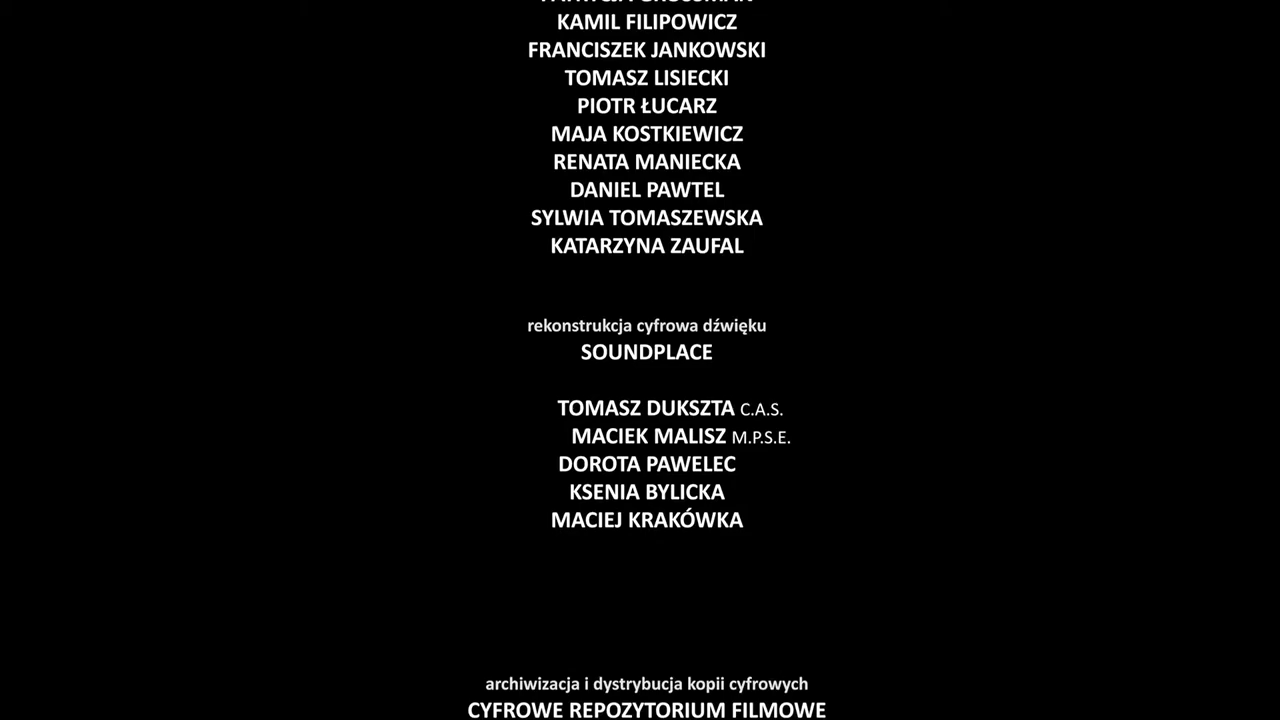 KAMIL FILIPOWICZ
FRANCISZEK JANKOWSKI
TOMASZ LISIECKI
PIOTR ŁUCARZ
MAJA KOSTKIEWICZ
RENATA MANIECKA
DANIEL PAWTEL
SYLWIA TOMASZEWSKA
KATARZYNA ZAUFAL
rekonstrukcja cyfrowa dźwięku
SOUNDPLACE
TOMASZ DUKSZTA C.A.S.
MACIEK MALISZ M.P.S.E.
DOROTA PAWELEC
KSENIA BYLICKA
MACIEJ KRAKÓWKA
archiwizacja i dystrybucja kopii cyfrowych
CYFROWE REPOZYTORIUM FILMOWE